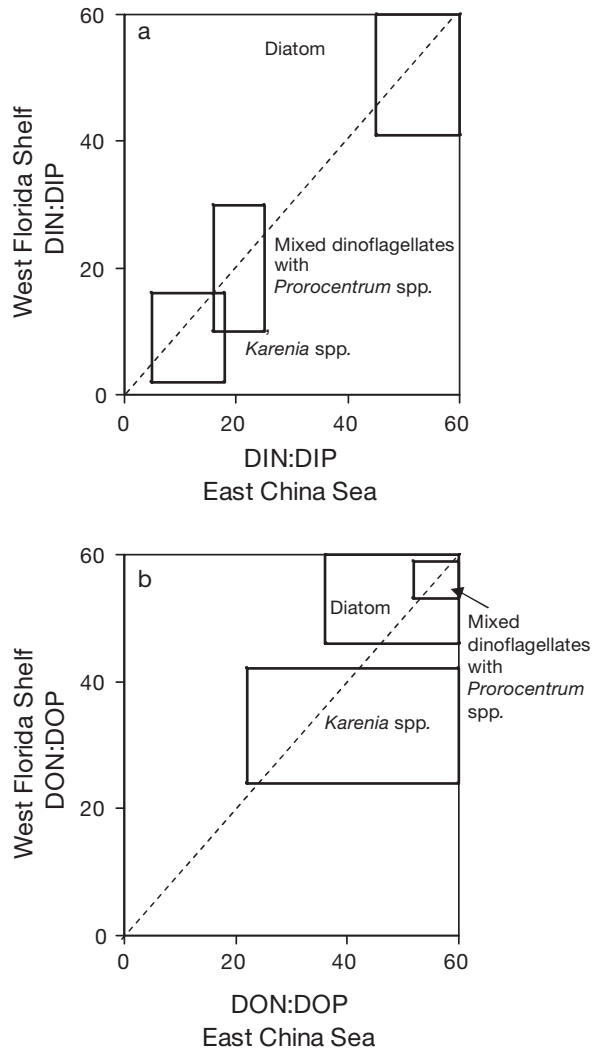 a
60
40
20
0
West Florida Shelf
DIN:DIP
Diatom
Mixed dinoflagellates
with
Prorocentrum spp.
Karenia spp.
0 20 40 60
DIN:DIP
East China Sea
b
60
40
20
0
West Florida Shelf
DON:DOP
Diatom
Mixed
dinoflagellates
with
Prorocentrum
spp.
Karenia spp.
0 20 40 60
DON:DOP
East China Sea